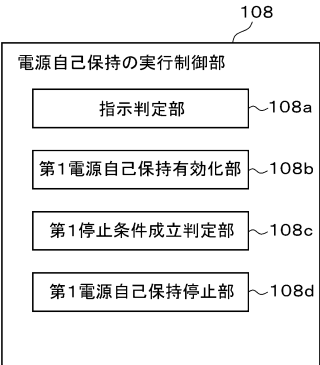 108
電源自己保持の実行制御部
指示判定部 108a
第1電源自己保持有効化部 108b
第1停止条件成立判定部 108c
第1電源自己保持停止部 108d